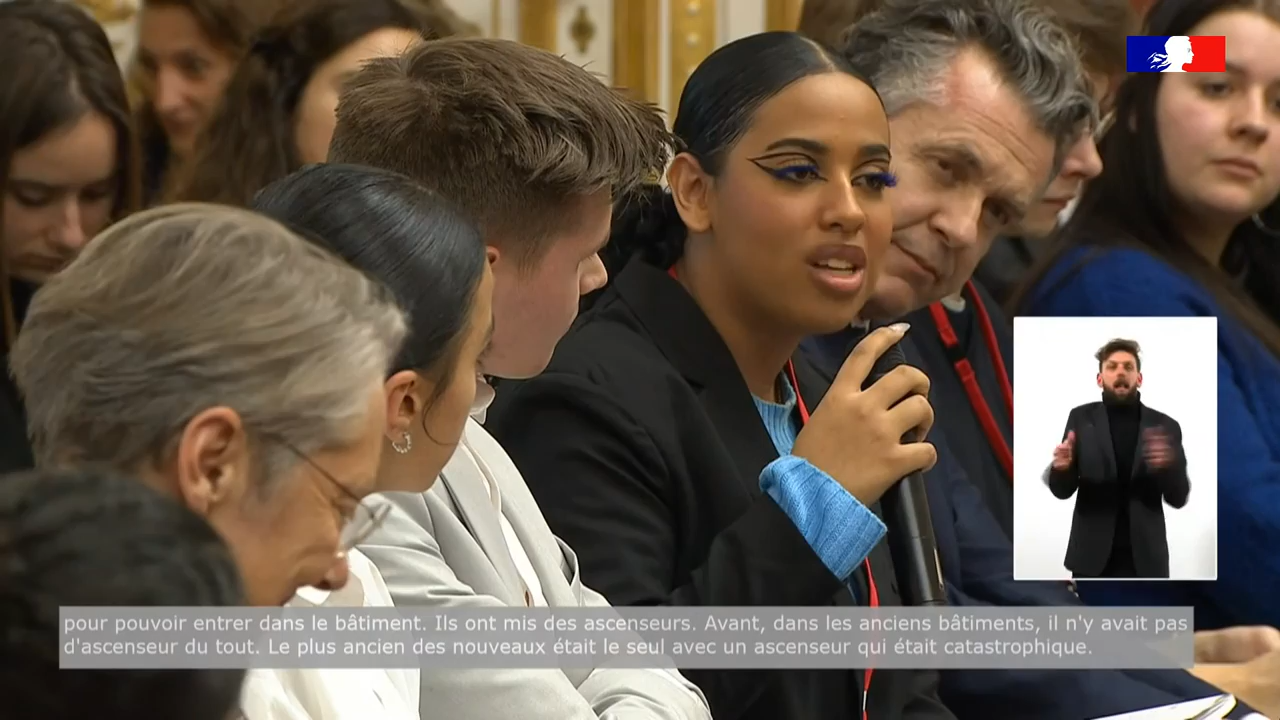 pour pouvoir entrer dans le bâtiment. Ils ont mis des ascenseurs. Avant, dans les anciens bâtiments, il n'y avait pas
d'ascenseur du tout. Le plus ancien des nouveaux était le seul avec un ascenseur qui était catastrophique.